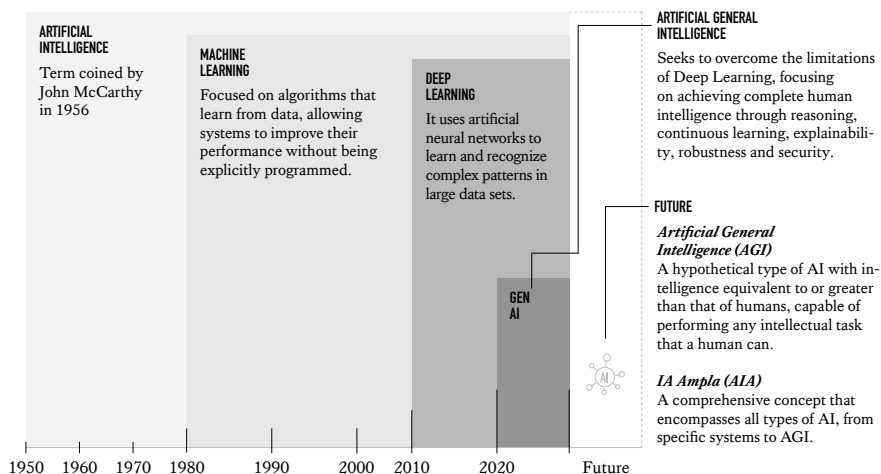 ARTIFICIAL
INTELLIGENCE
Term coined by
John McCarthy
in 1956
MACHINE
LEARNING
Focused on algorithms that
learn from data, allowing
systems to improve their
performance without being
explicitly programmed.
DEEP
LEARNING
It uses artificial
neural networks to
learn and recognize
complex patterns in
large data sets.
GEN
AI
ARTIFICIAL GENERAL
INTELLIGENCE
Seeks to overcome the limitations
of Deep Learning, focusing
on achieving complete human
intelligence through reasoning,
continuous learning, explainabili-
ty, robustness and security.
FUTURE
Artificial General
Intelligence (AGI)
A hypothetical type of AI with in-
telligence equivalent to or greater
than that of humans, capable of
performing any intellectual task
that a human can.
IA Ampla (AIA)
A comprehensive concept that
encompasses all types of AI, from
specific systems to AGI.
AI
1950 1960 1970 1980 1990 2000 2010 2020 Future